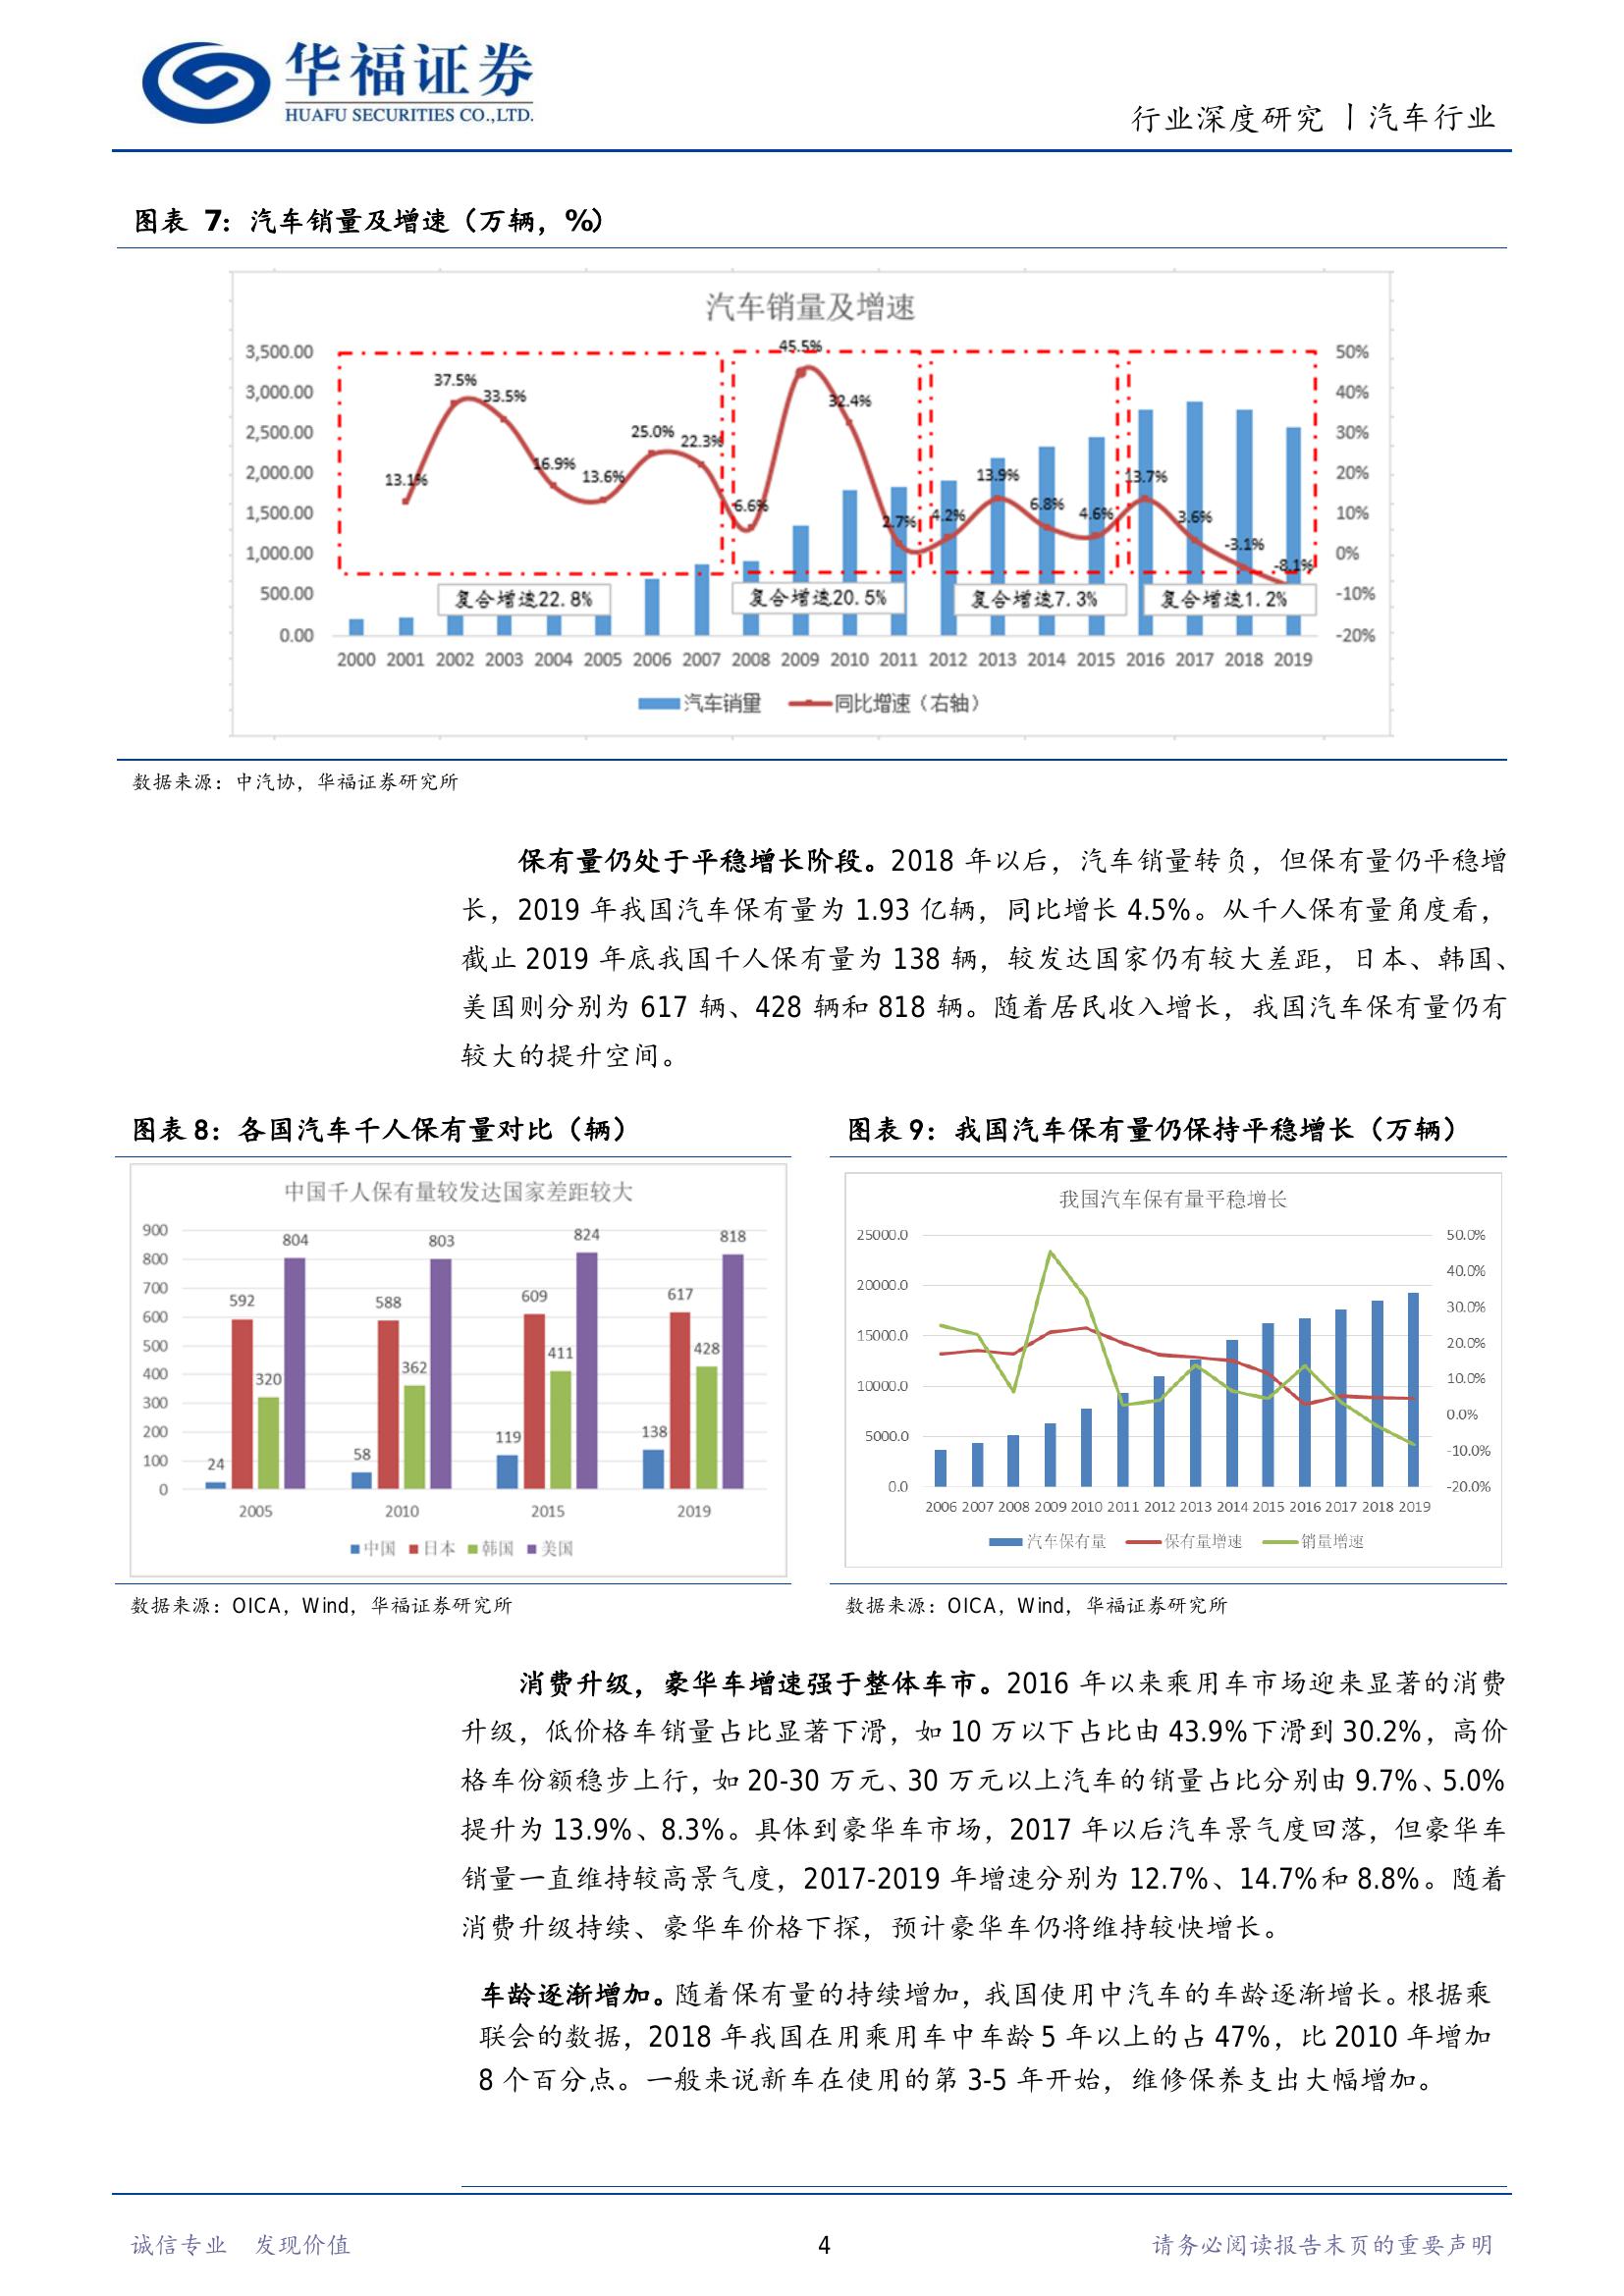 华福证券
HUAFU SECURITIES CO.,LTD.
行业深度研究丨汽车行业
图表 7：汽车销量及增速（万辆，%）
汽车销量及增速
3,500.00
3,000.00
2,500.00
2,000.00
1,500.00
1,000.00
500.00
0.00
50%
40%
30%
20%
10%
0%
-10%
-20%
13.1%
37.5%
33.5%
16.9%
13.6%
25.0%
22.3%
6.6%
45.5%
32.4%
2.7%
4.2%
13.9%
6.8%
4.6%
13.7%
3.6%
-3.1%
-8.1%
复合增速22.8%
复合增速20.5%
复合增速7.3%
复合增速1.2%
2000 2001 2002 2003 2004 2005 2006 2007 2008 2009 2010 2011 2012 2013 2014 2015 2016 2017 2018 2019
汽车销量 同比增速（右轴）
数据来源：中汽协，华福证券研究所
保有量仍处于平稳增长阶段。2018 年以后，汽车销量转负，但保有量仍平稳增
长，2019 年我国汽车保有量为 1.93 亿辆，同比增长 4.5%。从千人保有量角度看，
截止 2019 年底我国千人保有量为 138 辆，较发达国家仍有较大差距，日本、韩国、
美国则分别为 617 辆、428 辆和 818 辆。随着居民收入增长，我国汽车保有量仍有
较大的提升空间。
图表 8：各国汽车千人保有量对比（辆）
中国千人保有量较发达国家差距较大
900
800
700
600
500
400
300
200
100
0
24
592
320
804
58
588
362
803
119
609
411
824
138
617
428
818
2005 2010 2015 2019
中国 日本 韩国 美国
数据来源：OICA，Wind，华福证券研究所
图表 9：我国汽车保有量仍保持平稳增长（万辆）
我国汽车保有量平稳增长
25000.0
20000.0
15000.0
10000.0
5000.0
0.0
50.0%
40.0%
30.0%
20.0%
10.0%
0.0%
-10.0%
-20.0%
2006 2007 2008 2009 2010 2011 2012 2013 2014 2015 2016 2017 2018 2019
汽车保有量 保有量增速 销量增速
数据来源：OICA，Wind，华福证券研究所
消费升级，豪华车增速强于整体车市。2016 年以来乘用车市场迎来显著的消费
升级，低价格车销量占比显著下滑，如 10 万以下占比由 43.9%下滑到 30.2%，高价
格车份额稳步上行，如 20-30 万元、30 万元以上汽车的销量占比分别由 9.7%、5.0%
提升为 13.9%、8.3%。具体到豪华车市场，2017 年以后汽车景气度回落，但豪华车
销量一直维持较高景气度，2017-2019 年增速分别为 12.7%、14.7%和 8.8%。随着
消费升级持续、豪华车价格下探，预计豪华车仍将维持较快增长。
车龄逐渐增加。随着保有量的持续增加，我国使用中汽车的车龄逐渐增长。根据乘
联会的数据，2018 年我国在用乘用车中车龄 5 年以上的占 47%，比 2010 年增加
8 个百分点。一般来说新车在使用的第 3-5 年开始，维修保养支出大幅增加。
诚信专业 发现价值
4
请务必阅读报告末页的重要声明